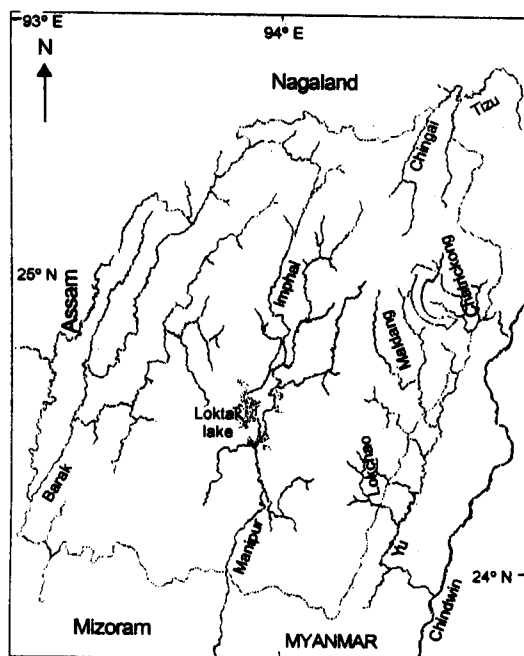 93° E
94° E
N
Nagaland
Tizu
Chingai
25° N
Assam
Imphal
Chamckong
Maklang
Loktak
lake
Lokchao
Barak
Manipur
Yu
24° N
Chindwin
Mizoram
MYANMAR